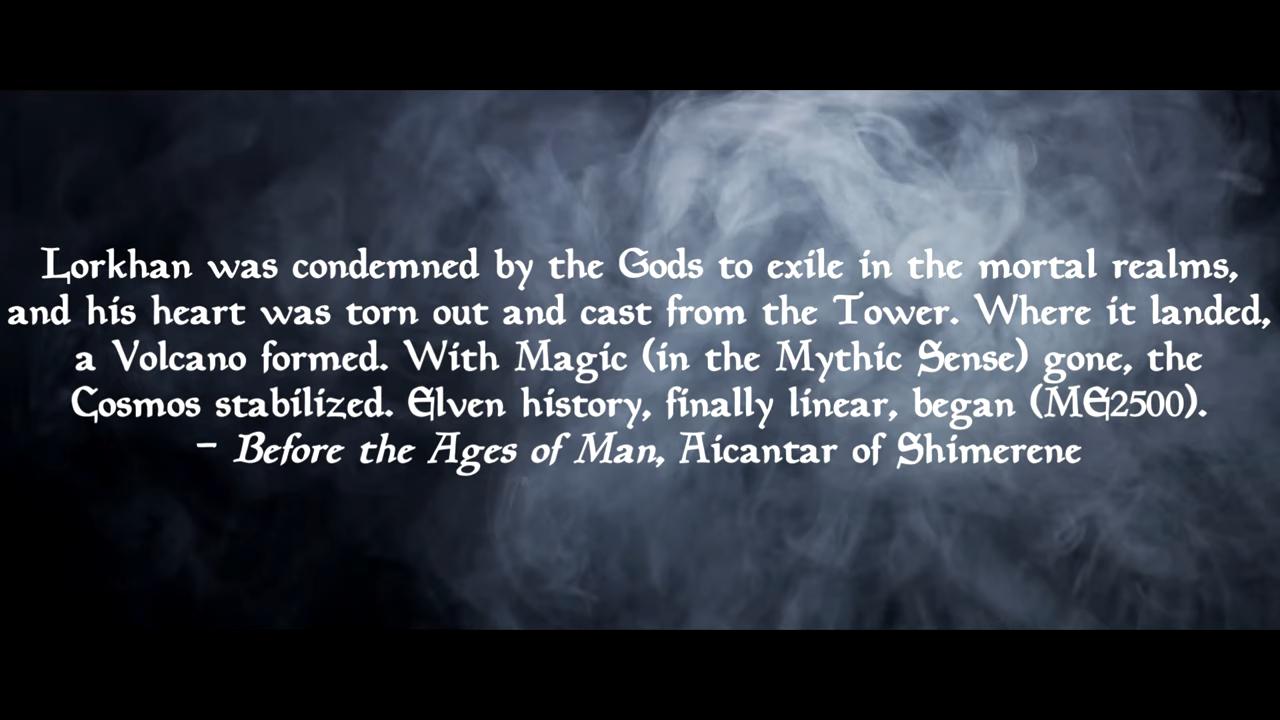 Lorkhan was condemned by the Gods to exile in the mortal realms,
and his heart was torn out and cast from the Tower. Where it landed,
a Volcano formed. With Magic (in the Mythic Sense) gone, the
Cosmos stabilized. Elven history, finally linear, began (ME2500).
– Before the Ages of Man, Aicantar of Shimerene